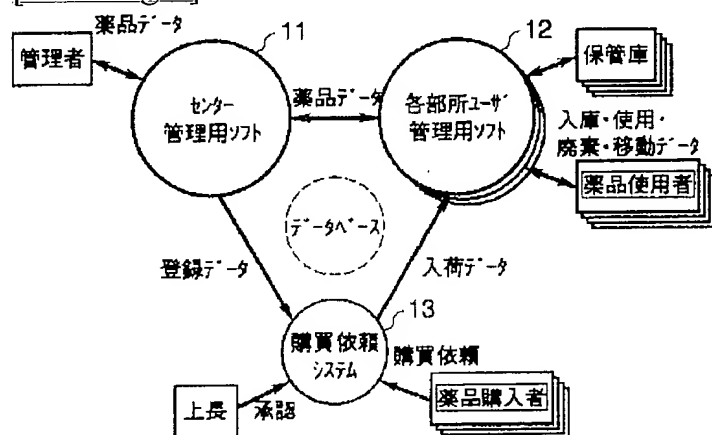 薬品データ
管理者
11
センター
管理用ソフト
薬品データ
12
各部所ユーザ
管理用ソフト
保管庫
入庫・使用・
廃棄・移動データ
薬品使用者
データベース
登録データ
入荷データ
13
購買依頼
システム
購買依頼
上長
承認
薬品購入者